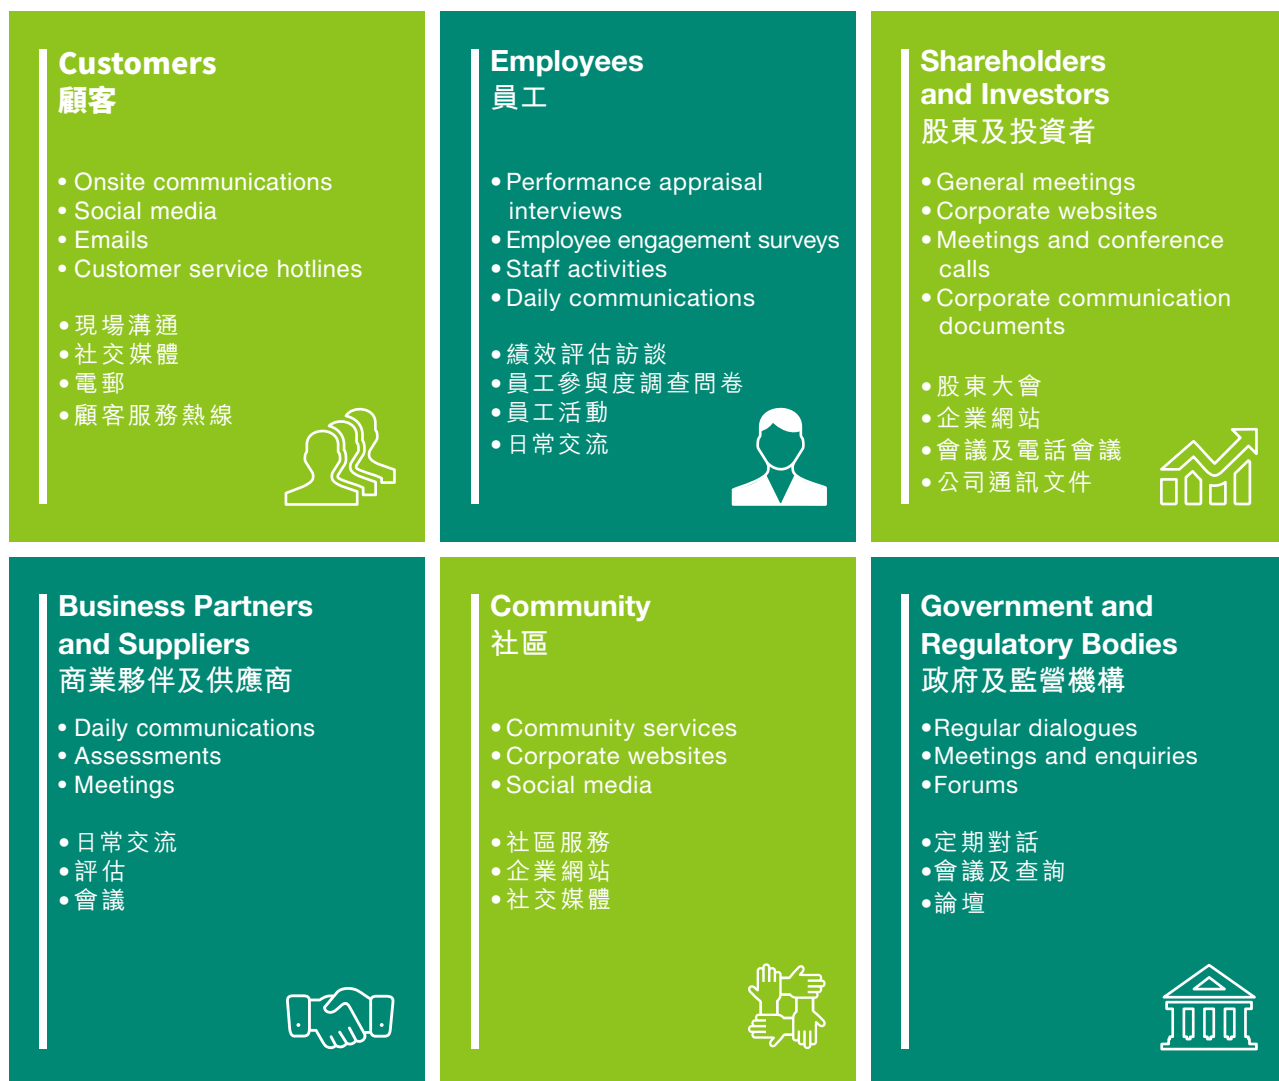 Customers
顧客
• Onsite communications
• Social media
• Emails
• Customer service hotlines
• 現場溝通
• 社交媒體
• 電郵
• 顧客服務熱線
Employees
員工
• Performance appraisal
interviews
• Employee engagement surveys
• Staff activities
• Daily communications
• 績效評估訪談
• 員工參與度調查問卷
• 員工活動
• 日常交流
Shareholders
and Investors
股東及投資者
• General meetings
• Corporate websites
• Meetings and conference
calls
• Corporate communication
documents
• 股東大會
• 企業網站
• 會議及電話會議
• 公司通訊文件
Business Partners
and Suppliers
商業夥伴及供應商
• Daily communications
• Assessments
• Meetings
• 日常交流
• 評估
• 會議
Community
社區
• Community services
• Corporate websites
• Social media
• 社區服務
• 企業網站
• 社交媒體
Government and
Regulatory Bodies
政府及監管機構
• Regular dialogues
• Meetings and enquiries
• Forums
• 定期對話
• 會議及查詢
• 論壇